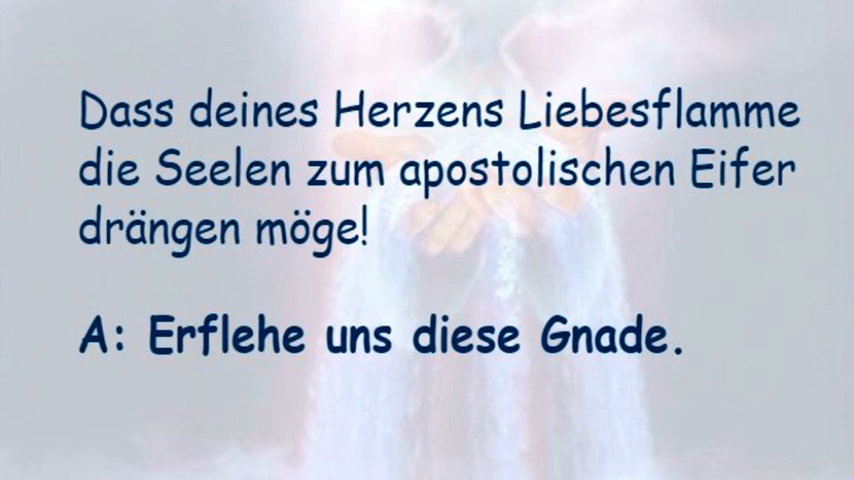 Dass deines Herzens Liebesflamme
die Seelen zum apostolischen Eifer
drängen möge!
A: Erflehe uns diese Gnade.